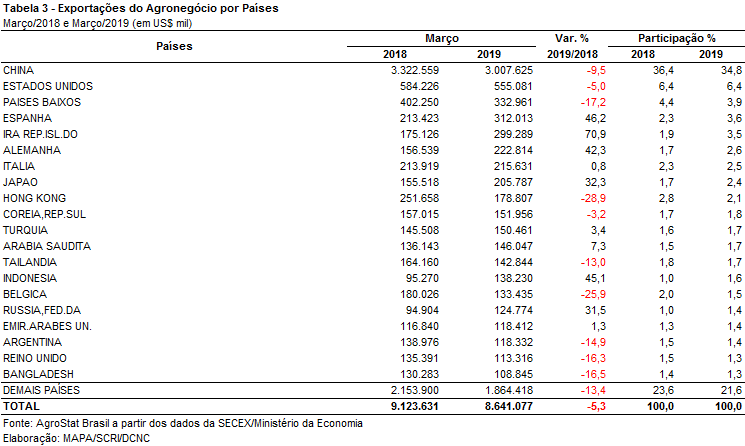 Tabela 3 - Exportações do Agronegócio por Países
Março/2018 e Março/2019 (em US$ mil)
Países Março Var. % Participação %
2018 2019 2019/2018 2018 2019
CHINA 3.322.559 3.007.625 -9,5 36,4 34,8
ESTADOS UNIDOS 584.226 555.081 -5,0 6,4 6,4
PAISES BAIXOS 402.250 332.961 -17,2 4,4 3,9
ESPANHA 213.423 312.013 46,2 2,3 3,6
IRA REP.ISL.DO 175.126 299.289 70,9 1,9 3,5
ALEMANHA 156.539 222.814 42,3 1,7 2,6
ITALIA 213.919 215.631 0,8 2,3 2,5
JAPAO 155.518 205.787 32,3 1,7 2,4
HONG KONG 251.658 178.807 -28,9 2,8 2,1
COREIA,REP.SUL 157.015 151.956 -3,2 1,7 1,8
TURQUIA 145.508 150.461 3,4 1,6 1,7
ARABIA SAUDITA 136.143 146.047 7,3 1,5 1,7
TAILANDIA 164.160 142.844 -13,0 1,8 1,7
INDONESIA 95.270 138.230 45,1 1,0 1,6
BELGICA 180.026 133.435 -25,9 2,0 1,5
RUSSIA,FED.DA 94.904 124.774 31,5 1,0 1,4
EMIR.ARABES UN. 116.840 118.412 1,3 1,3 1,4
ARGENTINA 138.976 118.332 -14,9 1,5 1,4
REINO UNIDO 135.391 113.316 -16,3 1,5 1,3
BANGLADESH 130.283 108.845 -16,5 1,4 1,3
DEMAIS PAÍSES 2.153.900 1.864.418 -13,4 23,6 21,6
TOTAL 9.123.631 8.641.077 -5,3 100,0 100,0
Fonte: AgroStat Brasil a partir dos dados da SECEX/Ministério da Economia
Elaboração: MAPA/SCRI/DCNC